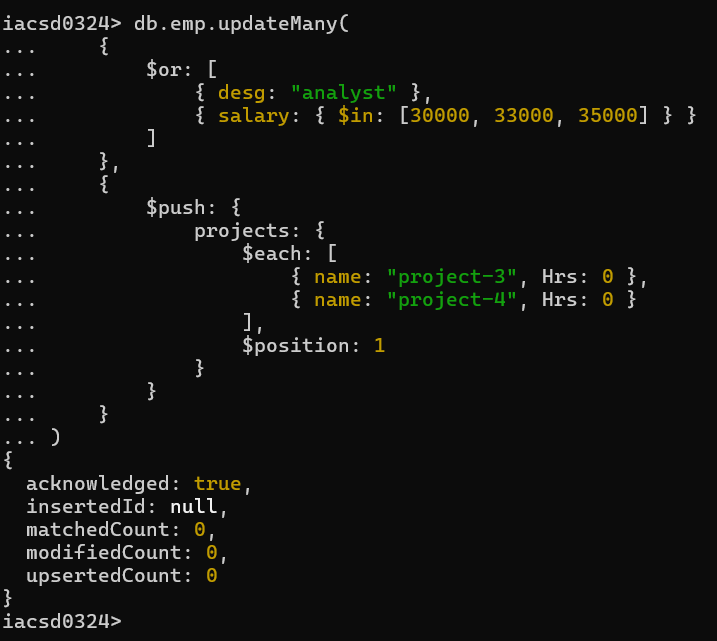 iacsd0324> db.emp.updateMany(
...     {
...         $or: [
...             { desg: "analyst" },
...             { salary: { $in: [30000, 33000, 35000] } }
...         ]
...     },
...     {
...         $push: {
...             projects: {
...                 $each: [
...                     { name: "project-3", Hrs: 0 },
...                     { name: "project-4", Hrs: 0 }
...                 ],
...                 $position: 1
...             }
...         }
...     }
... )
{
  acknowledged: true,
  insertedId: null,
  matchedCount: 0,
  modifiedCount: 0,
  upsertedCount: 0
}
iacsd0324>